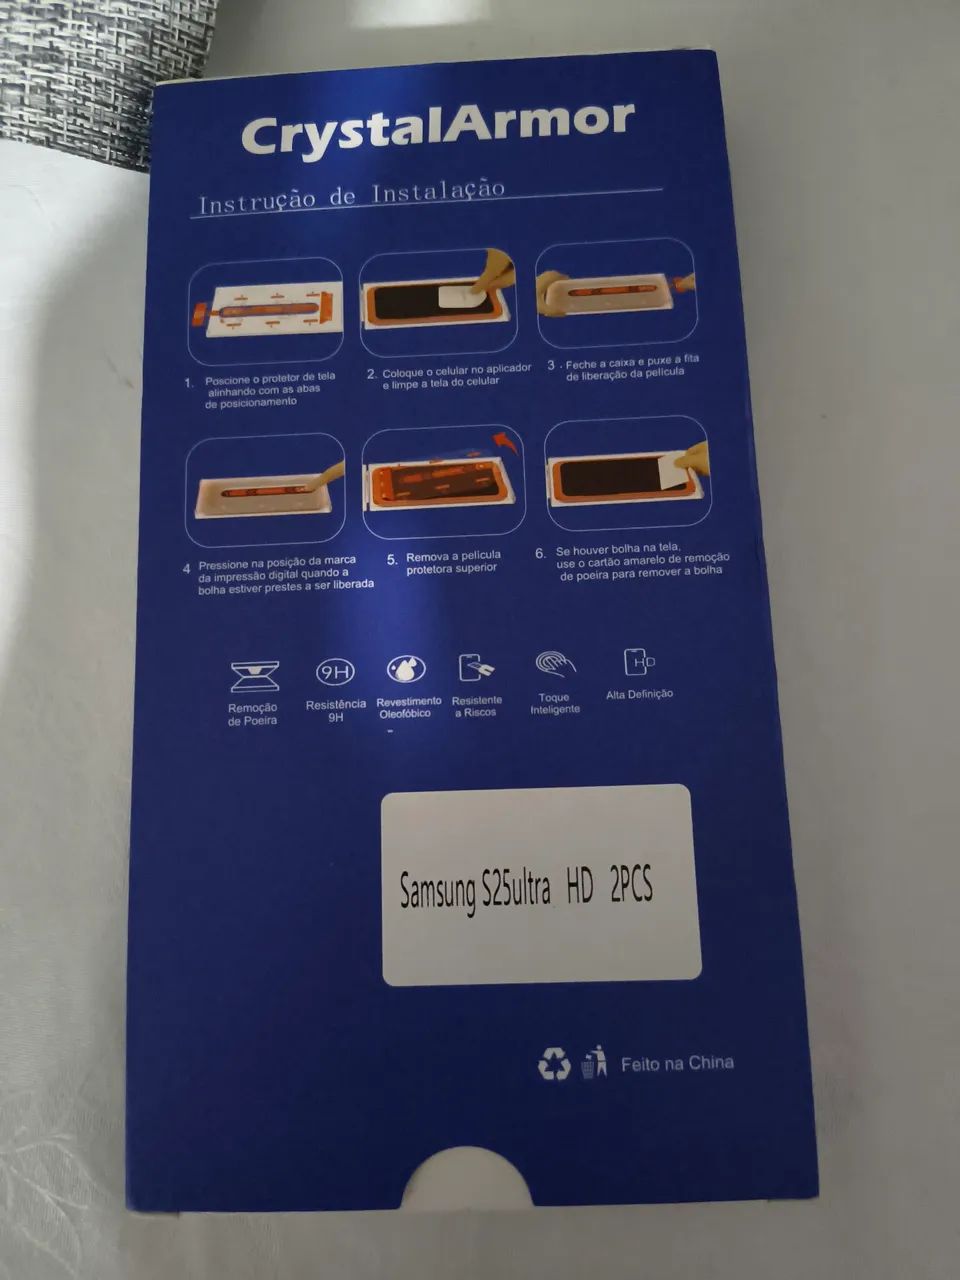 CrystalArmor
Instrução de Instalação
1. Poscione o protetor de tela
alinhando com as abas
de posicionamento
2. Coloque o celular no aplicador
e limpe a tela do celular
3 . Feche a caixa e puxe a fita
de liberação da película
4 Pressione na posição da marca
da impressão digital quando a
bolha estiver prestes a ser liberada
5. Remova a película
protetora superior
6. Se houver bolha na tela,
use o cartão amarelo de remoção
de poeira para remover a bolha
Remoção
de Poeira
9H
Resistência
9H
Revestimento
Oleofóbico
Resistente
a Riscos
Toque
Inteligente
HD
Alta Definição
Samsung S25ultra HD 2PCS
Feito na China